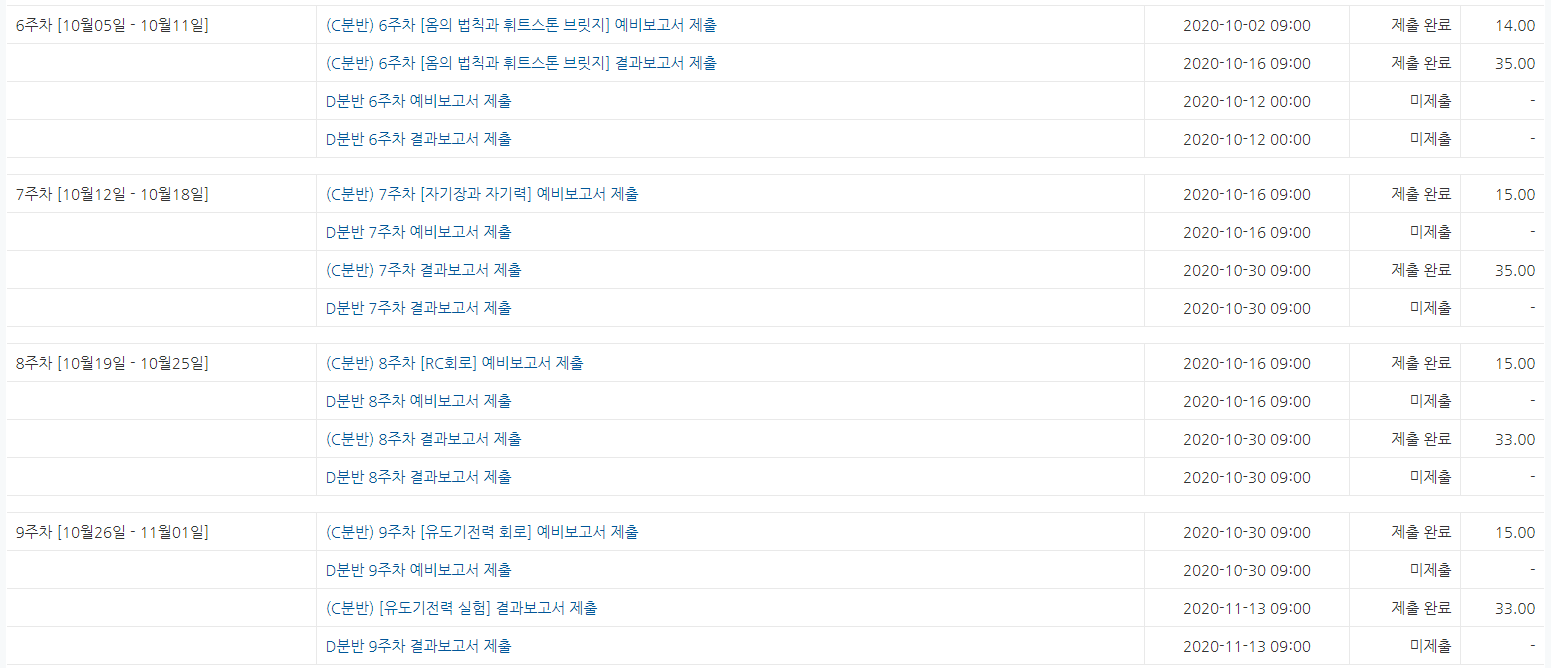 6주차 [10월05일 - 10월11일] (C분반) 6주차 [옴의 법칙과 휘트스톤 브릿지] 예비보고서 제출 2020-10-02 09:00 제출 완료 14.00
(C분반) 6주차 [옴의 법칙과 휘트스톤 브릿지] 결과보고서 제출 2020-10-16 09:00 제출 완료 35.00
D분반 6주차 예비보고서 제출 2020-10-12 00:00 미제출 -
D분반 6주차 결과보고서 제출 2020-10-12 00:00 미제출 -
7주차 [10월12일 - 10월18일] (C분반) 7주차 [자기장과 자기력] 예비보고서 제출 2020-10-16 09:00 제출 완료 15.00
D분반 7주차 예비보고서 제출 2020-10-16 09:00 미제출 -
(C분반) 7주차 결과보고서 제출 2020-10-30 09:00 제출 완료 35.00
D분반 7주차 결과보고서 제출 2020-10-30 09:00 미제출 -
8주차 [10월19일 - 10월25일] (C분반) 8주차 [RC회로] 예비보고서 제출 2020-10-16 09:00 제출 완료 15.00
D분반 8주차 예비보고서 제출 2020-10-16 09:00 미제출 -
(C분반) 8주차 결과보고서 제출 2020-10-30 09:00 제출 완료 33.00
D분반 8주차 결과보고서 제출 2020-10-30 09:00 미제출 -
9주차 [10월26일 - 11월01일] (C분반) 9주차 [유도기전력 회로] 예비보고서 제출 2020-10-30 09:00 제출 완료 15.00
D분반 9주차 예비보고서 제출 2020-10-30 09:00 미제출 -
(C분반) [유도기전력 실험] 결과보고서 제출 2020-11-13 09:00 제출 완료 33.00
D분반 9주차 결과보고서 제출 2020-11-13 09:00 미제출 -